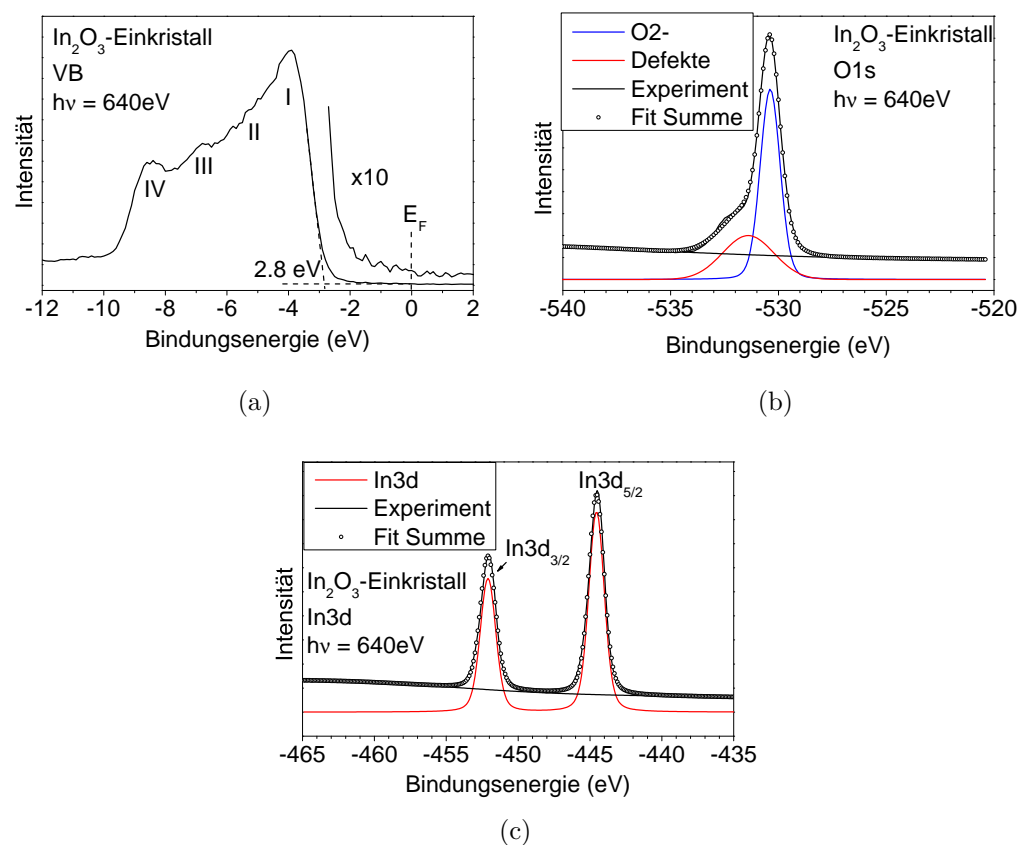 In2O3-Einkristall
VB
hν = 640eV
I
II
III
IV
x10
EF
2.8 eV
Intensität
-12 -10 -8 -6 -4 -2 0 2
Bindungsenergie (eV)
(a)
O2-
Defekte
Experiment
Fit Summe
In2O3-Einkristall
O1s
hν = 640eV
Intensität
-540 -535 -530 -525 -520
Bindungsenergie (eV)
(b)
In3d
Experiment
Fit Summe
In3d5/2
In3d3/2
In2O3-Einkristall
In3d
hν = 640eV
Intensität
-465 -460 -455 -450 -445 -440 -435
Bindungsenergie (eV)
(c)